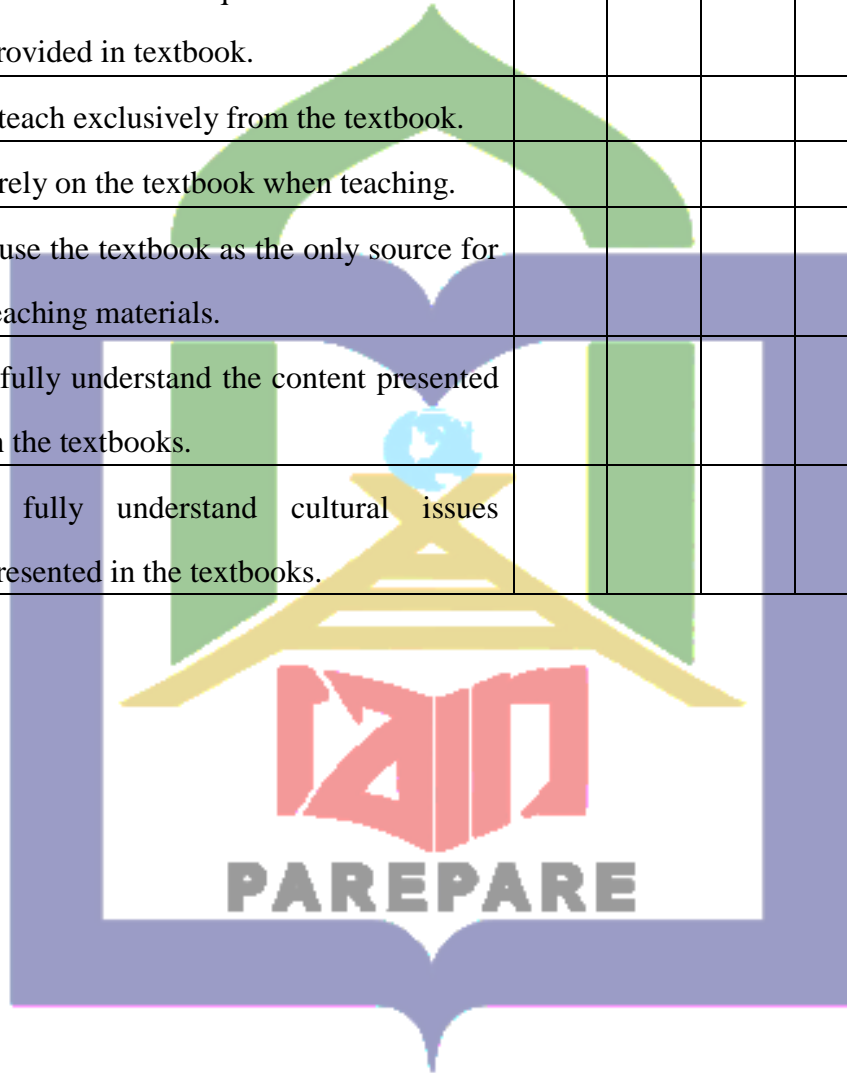 rovided in textbook.
teach exclusively from the textbook.
rely on the textbook when teaching.
use the textbook as the only source for
eaching materials.
fully understand the content presented
the textbooks.
fully understand cultural issues
resented in the textbooks.
iain
PAREPARE